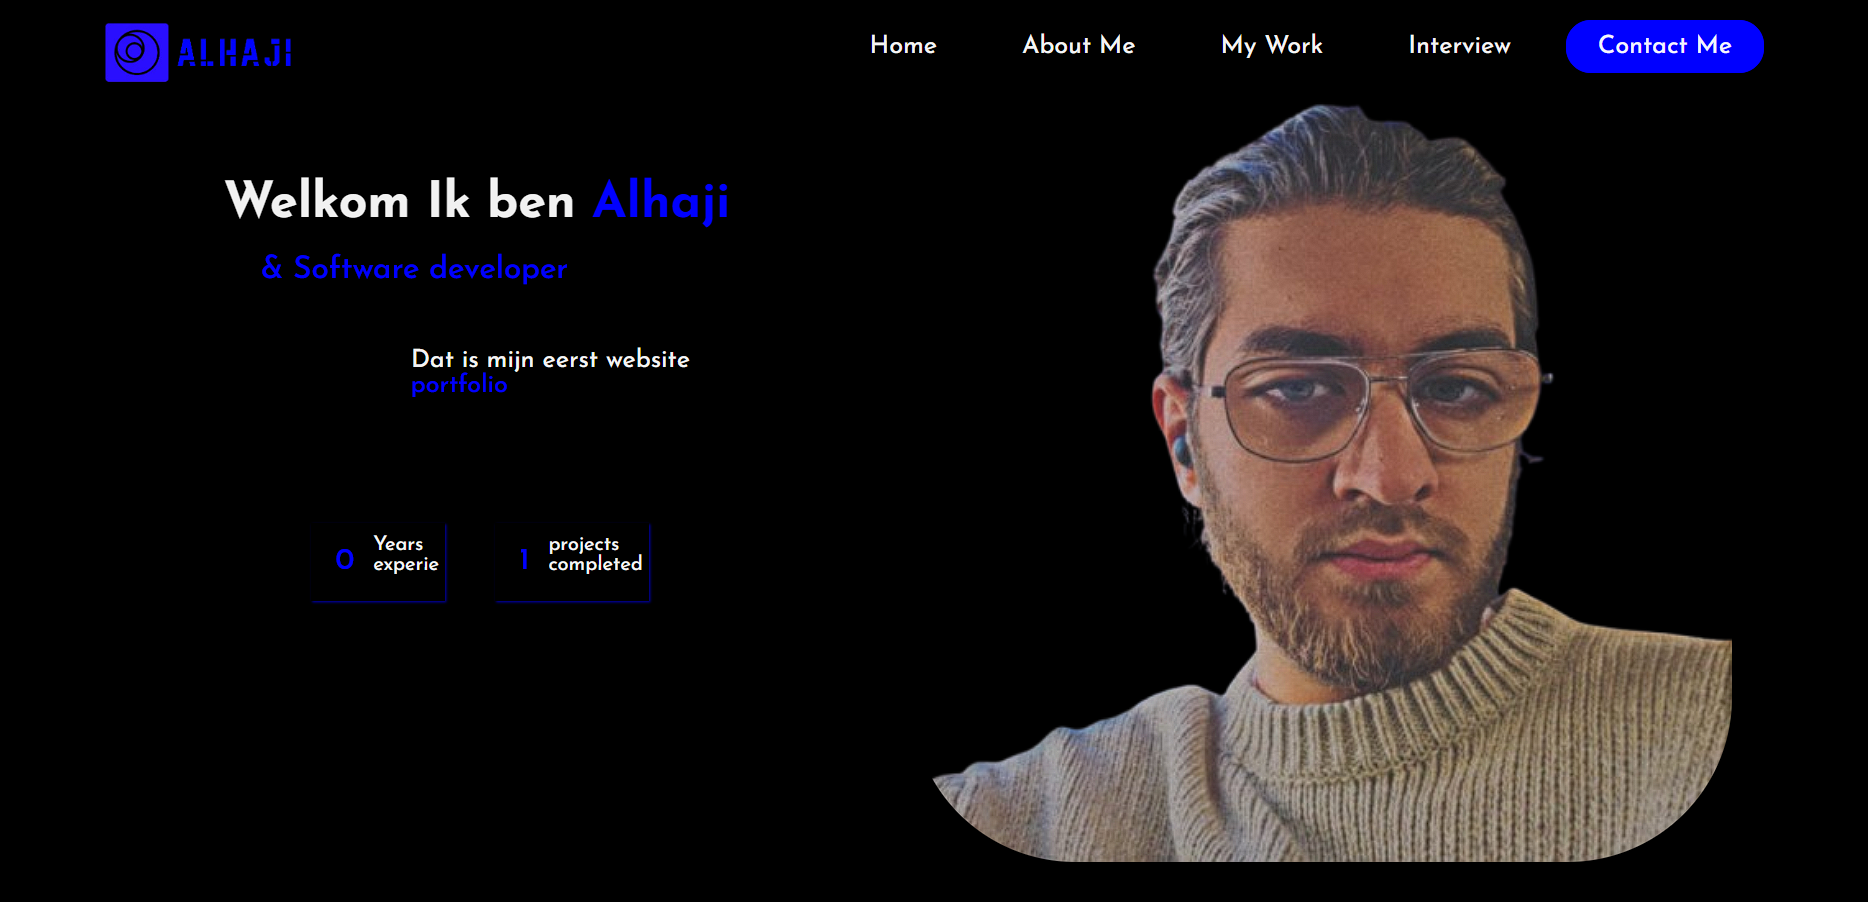 ALHAJI
Home
About Me
My Work
Interview
Contact Me
Welkom Ik ben Alhaji
& Software developer
Dat is mijn eerst website
portfolio
0
Years
experie
1
projects
completed